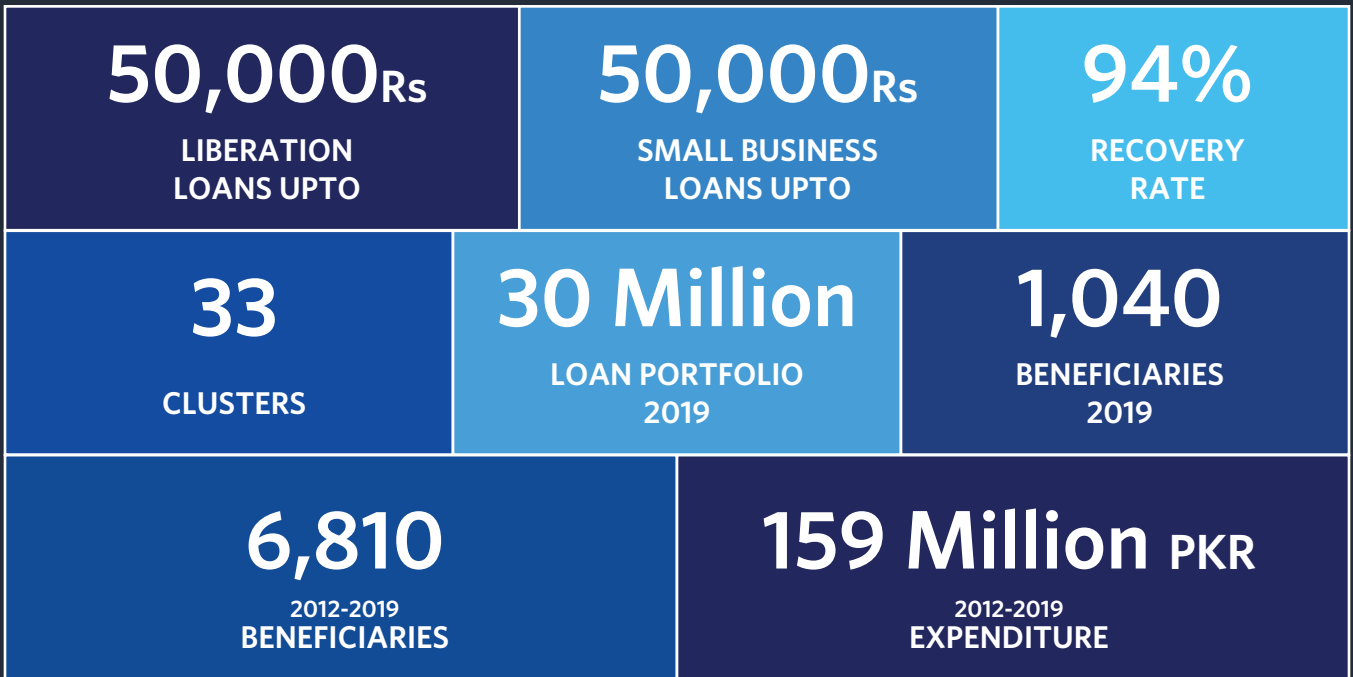 50,000Rs
LIBERATION
LOANS UPTO
50,000Rs
SMALL BUSINESS
LOANS UPTO
94%
RECOVERY
RATE
33
CLUSTERS
30 Million
LOAN PORTFOLIO
2019
1,040
BENEFICIARIES
2019
6,810
2012-2019
BENEFICIARIES
159 Million PKR
2012-2019
EXPENDITURE